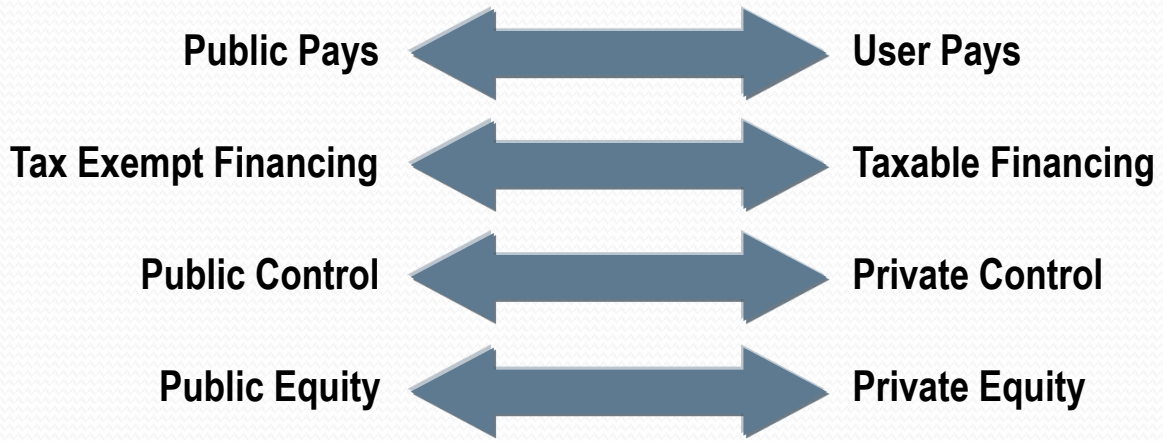 Public Pays User Pays
Tax Exempt Financing Taxable Financing
Public Control Private Control
Public Equity Private Equity